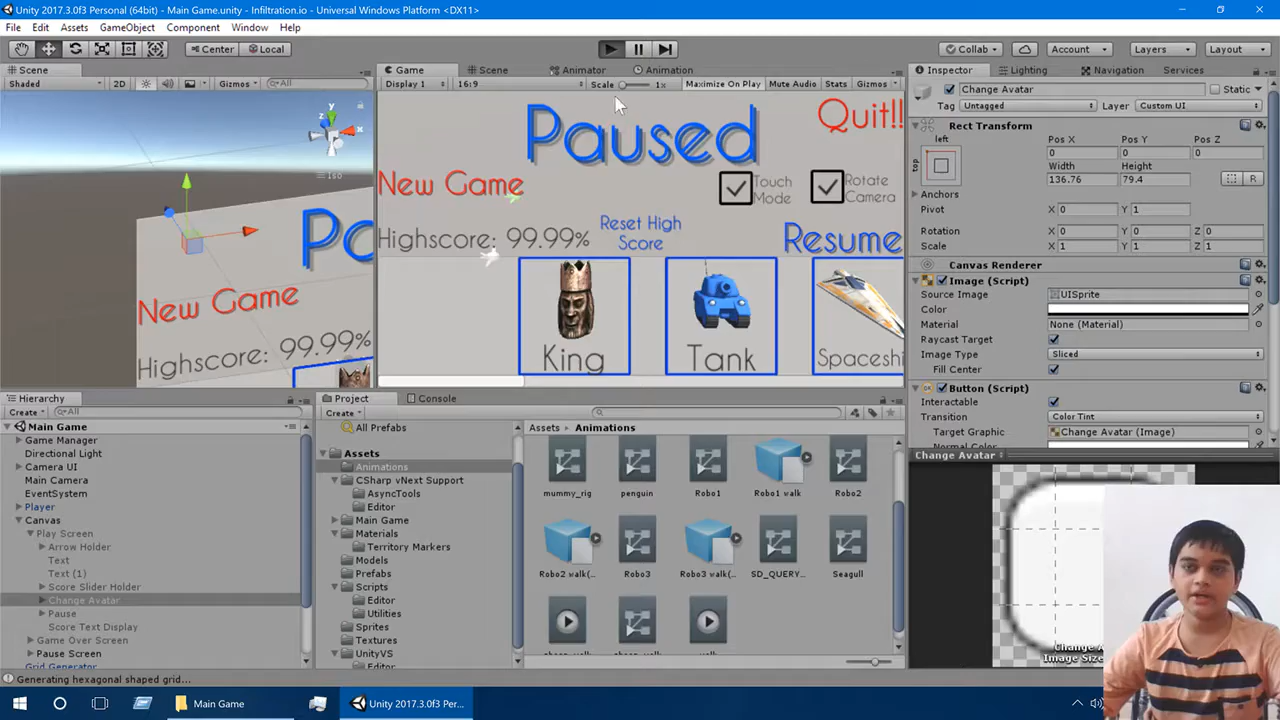 Unity 2017.3.0f3 Personal (64bit) - Main Game.unity - Infiltration.io - Universal Windows Platform <DX11>
File Edit Assets GameObject Component Window Help
Center Local Collab Account Layers Layout
Scene Game Scene Animator Animation Inspector Lighting Navigation Services
Shaded 2D Gizmos All Display 1 16:9 Scale 1x Maximize On Play Mute Audio Stats Gizmos
Change Avatar Static
Tag Untagged Layer Custom UI
Rect Transform
left Pos X Pos Y Pos Z
top 0 0 0
Width Height
136.76 79.4 R
Anchors
Pivot X 0 Y 1
Rotation X 0 Y 0 Z 0
Scale X 1 Y 1 Z 1
Canvas Renderer
Image (Script)
Source Image UISprite
Color
Material None (Material)
Raycast Target
Image Type Sliced
Fill Center
Button (Script)
Interactable
Transition Color Tint
Target Graphic Change Avatar (Image)
Change Avatar
y
x
z
Iso
New Game
Highscore: 99.99%
Paused
Quit!!
New Game
Touch Mode
Rotate Camera
Highscore: 99.99%
Reset High Score
Resume
King
Tank
Spaceshi
Hierarchy
Create All
Main Game
Game Manager
Directional Light
Camera UI
Main Camera
EventSystem
Player
Canvas
Play Screen
Arrow Holder
Text
Text (1)
Score Slider Holder
Change Avatar
Pause
Score Text Display
Game Over Screen
Pause Screen
Grid Generator
Project Console
Create
All Prefabs
Assets
Animations
CSharp vNext Support
AsyncTools
Editor
Main Game
Materials
Territory Markers
Models
Prefabs
Scripts
Editor
Utilities
Sprites
Textures
UnityVS
Editor
Assets Animations
mummy_rig penguin Robo1 Robo1 walk Robo2
Robo2 walk(... Robo3 Robo3 walk(... SD_QUERY... Seagull
Generating hexagonal shaped grid...
Main Game
Unity 2017.3.0f3 Per...